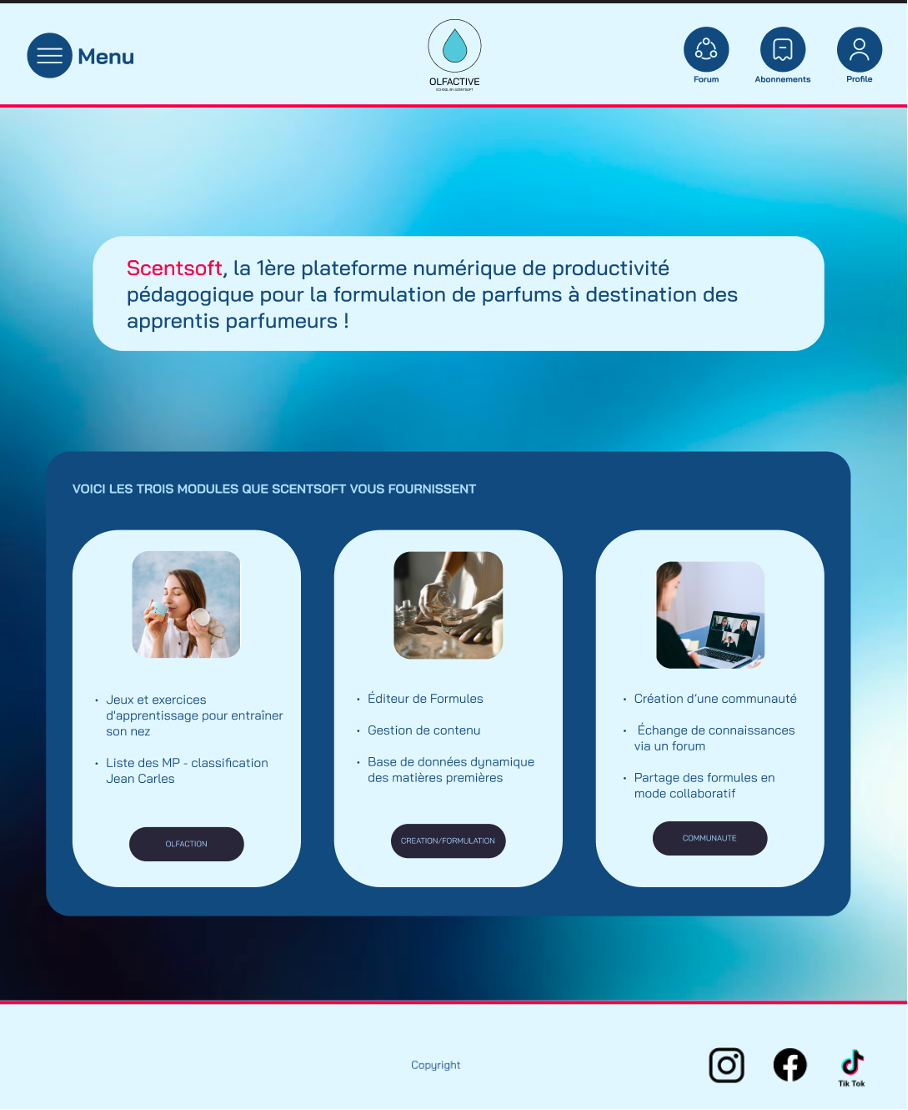 Menu
OLFACTIVE
Forum
Abonnements
Profile
Scentsoft, la 1ère plateforme numérique de productivité
pédagogique pour la formulation de parfums à destination des
apprentis parfumeurs !
VOICI LES TROIS MODULES QUE SCENTSOFT VOUS FOURNISSENT
• Jeux et exercices
d'apprentissage pour entraîner
son nez
• Liste des MP - classification
Jean Carles
OLFACTION
• Éditeur de Formules
• Gestion de contenu
• Base de données dynamique
des matières premières
CREATION/FORMULATION
• Création d'une communauté
• Échange de connaissances
via un forum
• Partage des formules en
mode collaboratif
COMMUNAUTE
Copyright
Tik Tok